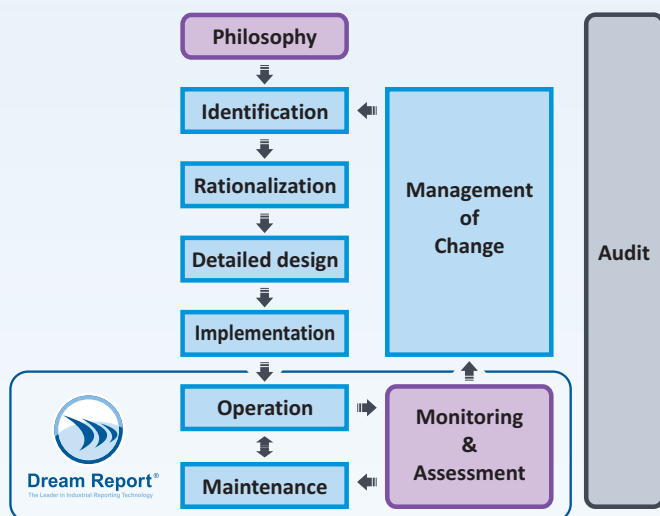 Philosophy
Identification
Rationalization
Detailed design
Implementation
Operation
Maintenance
Management
of
Change
Monitoring
&
Assessment
Audit
Dream Report®
The Leader in Industrial Reporting Technology